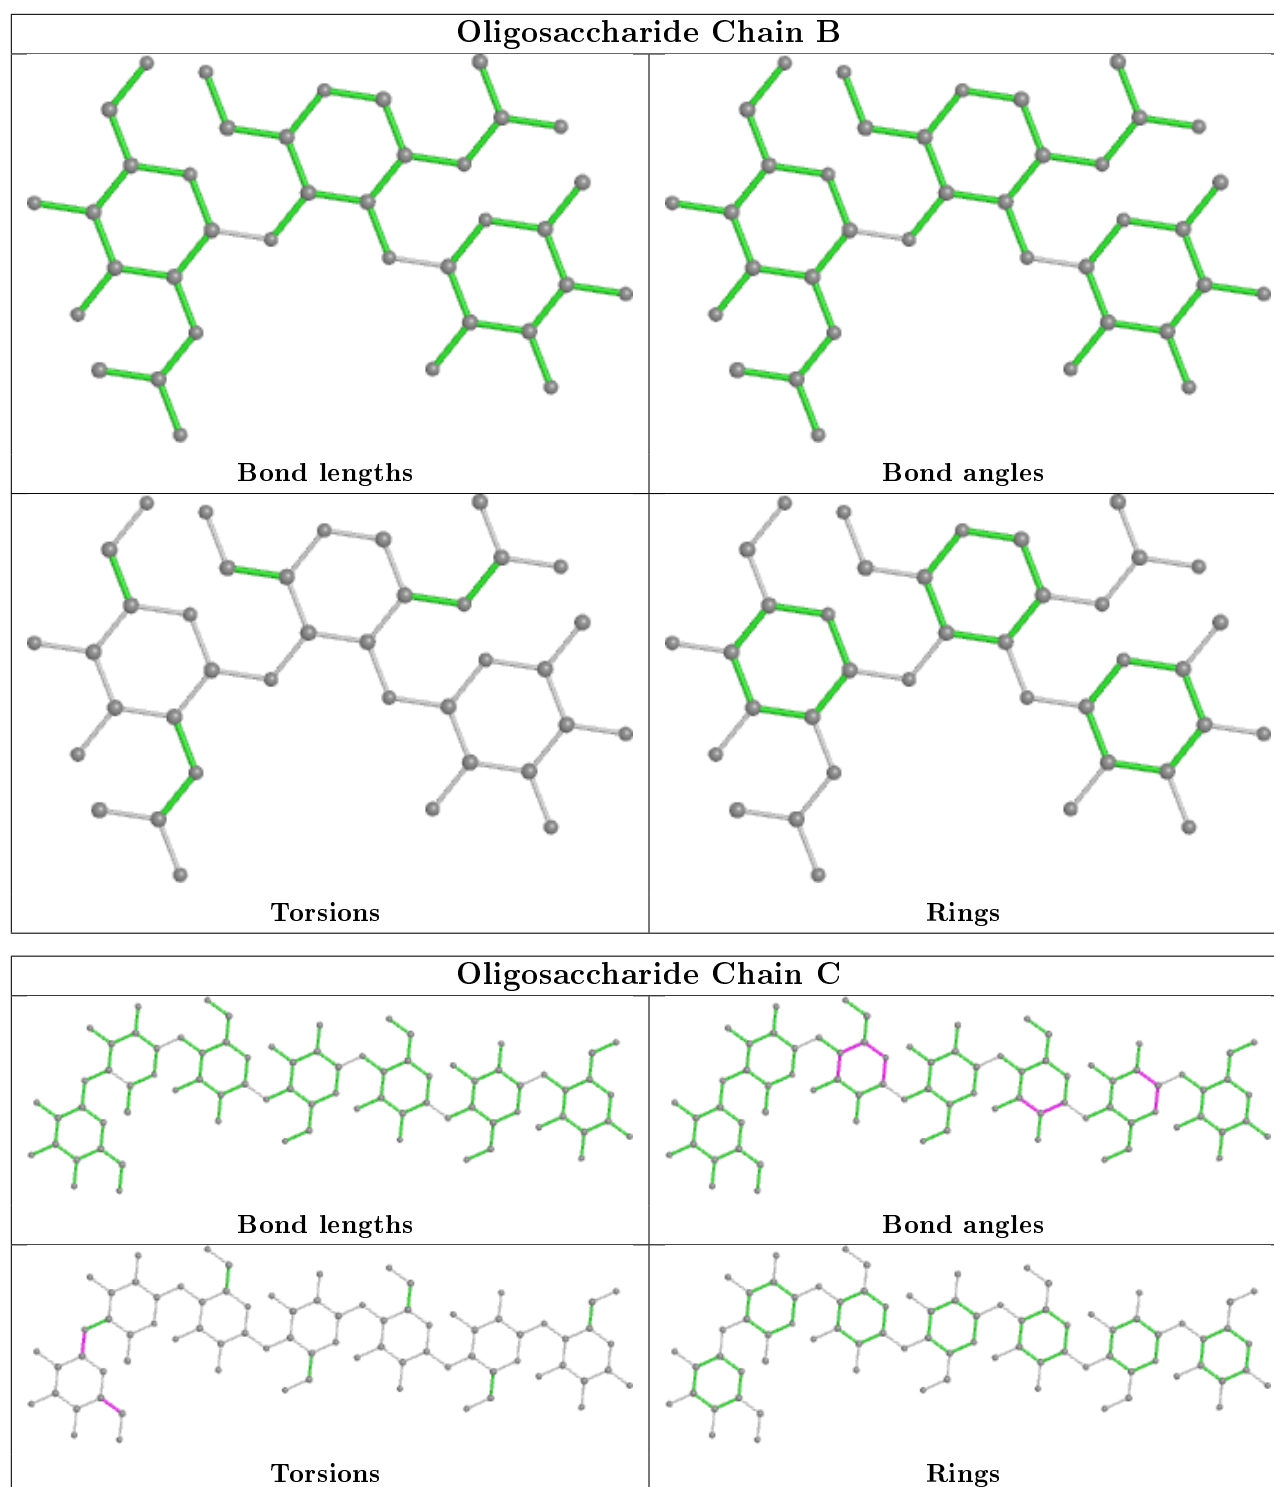 Oligosaccharide Chain B
Bond lengths
Bond angles
Torsions
Rings
Oligosaccharide Chain C
Bond lengths
Bond angles
Torsions
Rings